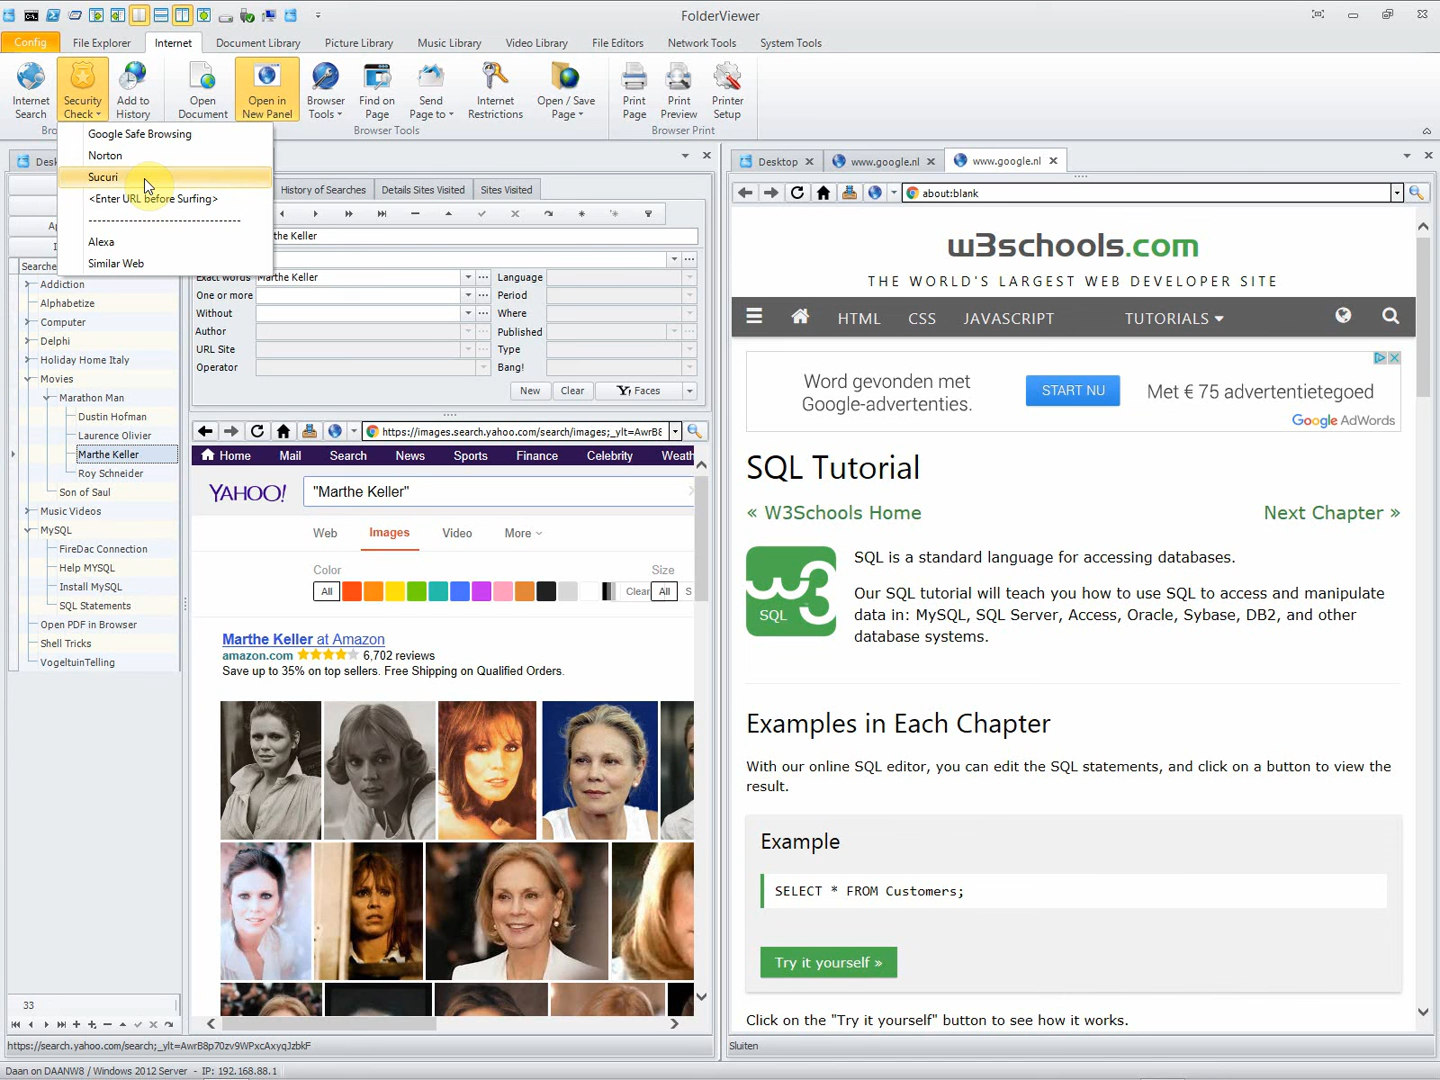 FolderViewer
Config File Explorer Internet Document Library Picture Library Music Library Video Library File Editors Network Tools System Tools
Internet Search
Security Check
Add to History
Open Document
Open in New Panel
Browser Tools
Find on Page
Send Page to
Internet Restrictions
Open / Save Page
Print Page
Print Preview
Printer Setup
Browser Tools
Browser Print
Google Safe Browsing
Norton
Sucuri
<Enter URL before Surfing>
----------------------------
Alexa
Similar Web
History of Searches Details Sites Visited Sites Visited
Keller
Exact words Marthe Keller Language
One or more Period
Without Where
Author Published
URL Site Type
Operator Bang!
New Clear Y! Faces
Addiction
Alphabetize
Computer
Delphi
Holiday Home Italy
Movies
Marathon Man
Dustin Hofman
Laurence Olivier
Marthe Keller
Roy Schneider
Son of Saul
Music Videos
MySQL
FireDac Connection
Help MYSQL
Install MySQL
SQL Statements
Open PDF in Browser
Shell Tricks
VogeltuinTelling
33
https://images.search.yahoo.com/search/images;_ylt=AwrB8
Home Mail Search News Sports Finance Celebrity Weath
YAHOO! "Marthe Keller"
Web Images Video More
Color Size
All Clear All S
Marthe Keller at Amazon
amazon.com 6,702 reviews
Save up to 35% on top sellers. Free Shipping on Qualified Orders.
https://search.yahoo.com/search;_ylt=AwrB8p70zv9WPxcAxyqJzbkF
Daan on DAANW8 / Windows 2012 Server - IP: 192.168.88.1
Desktop www.google.nl www.google.nl
about:blank
w3schools.com
THE WORLD'S LARGEST WEB DEVELOPER SITE
HTML CSS JAVASCRIPT TUTORIALS
Word gevonden met
Google-advertenties.
START NU
Met € 75 advertentietegoed
Google AdWords
SQL Tutorial
« W3Schools Home Next Chapter »
w3
SQL
SQL is a standard language for accessing databases.
Our SQL tutorial will teach you how to use SQL to access and manipulate
data in: MySQL, SQL Server, Access, Oracle, Sybase, DB2, and other
database systems.
Examples in Each Chapter
With our online SQL editor, you can edit the SQL statements, and click on a button to view the
result.
Example
SELECT * FROM Customers;
Try it yourself »
Click on the "Try it yourself" button to see how it works.
Sluiten